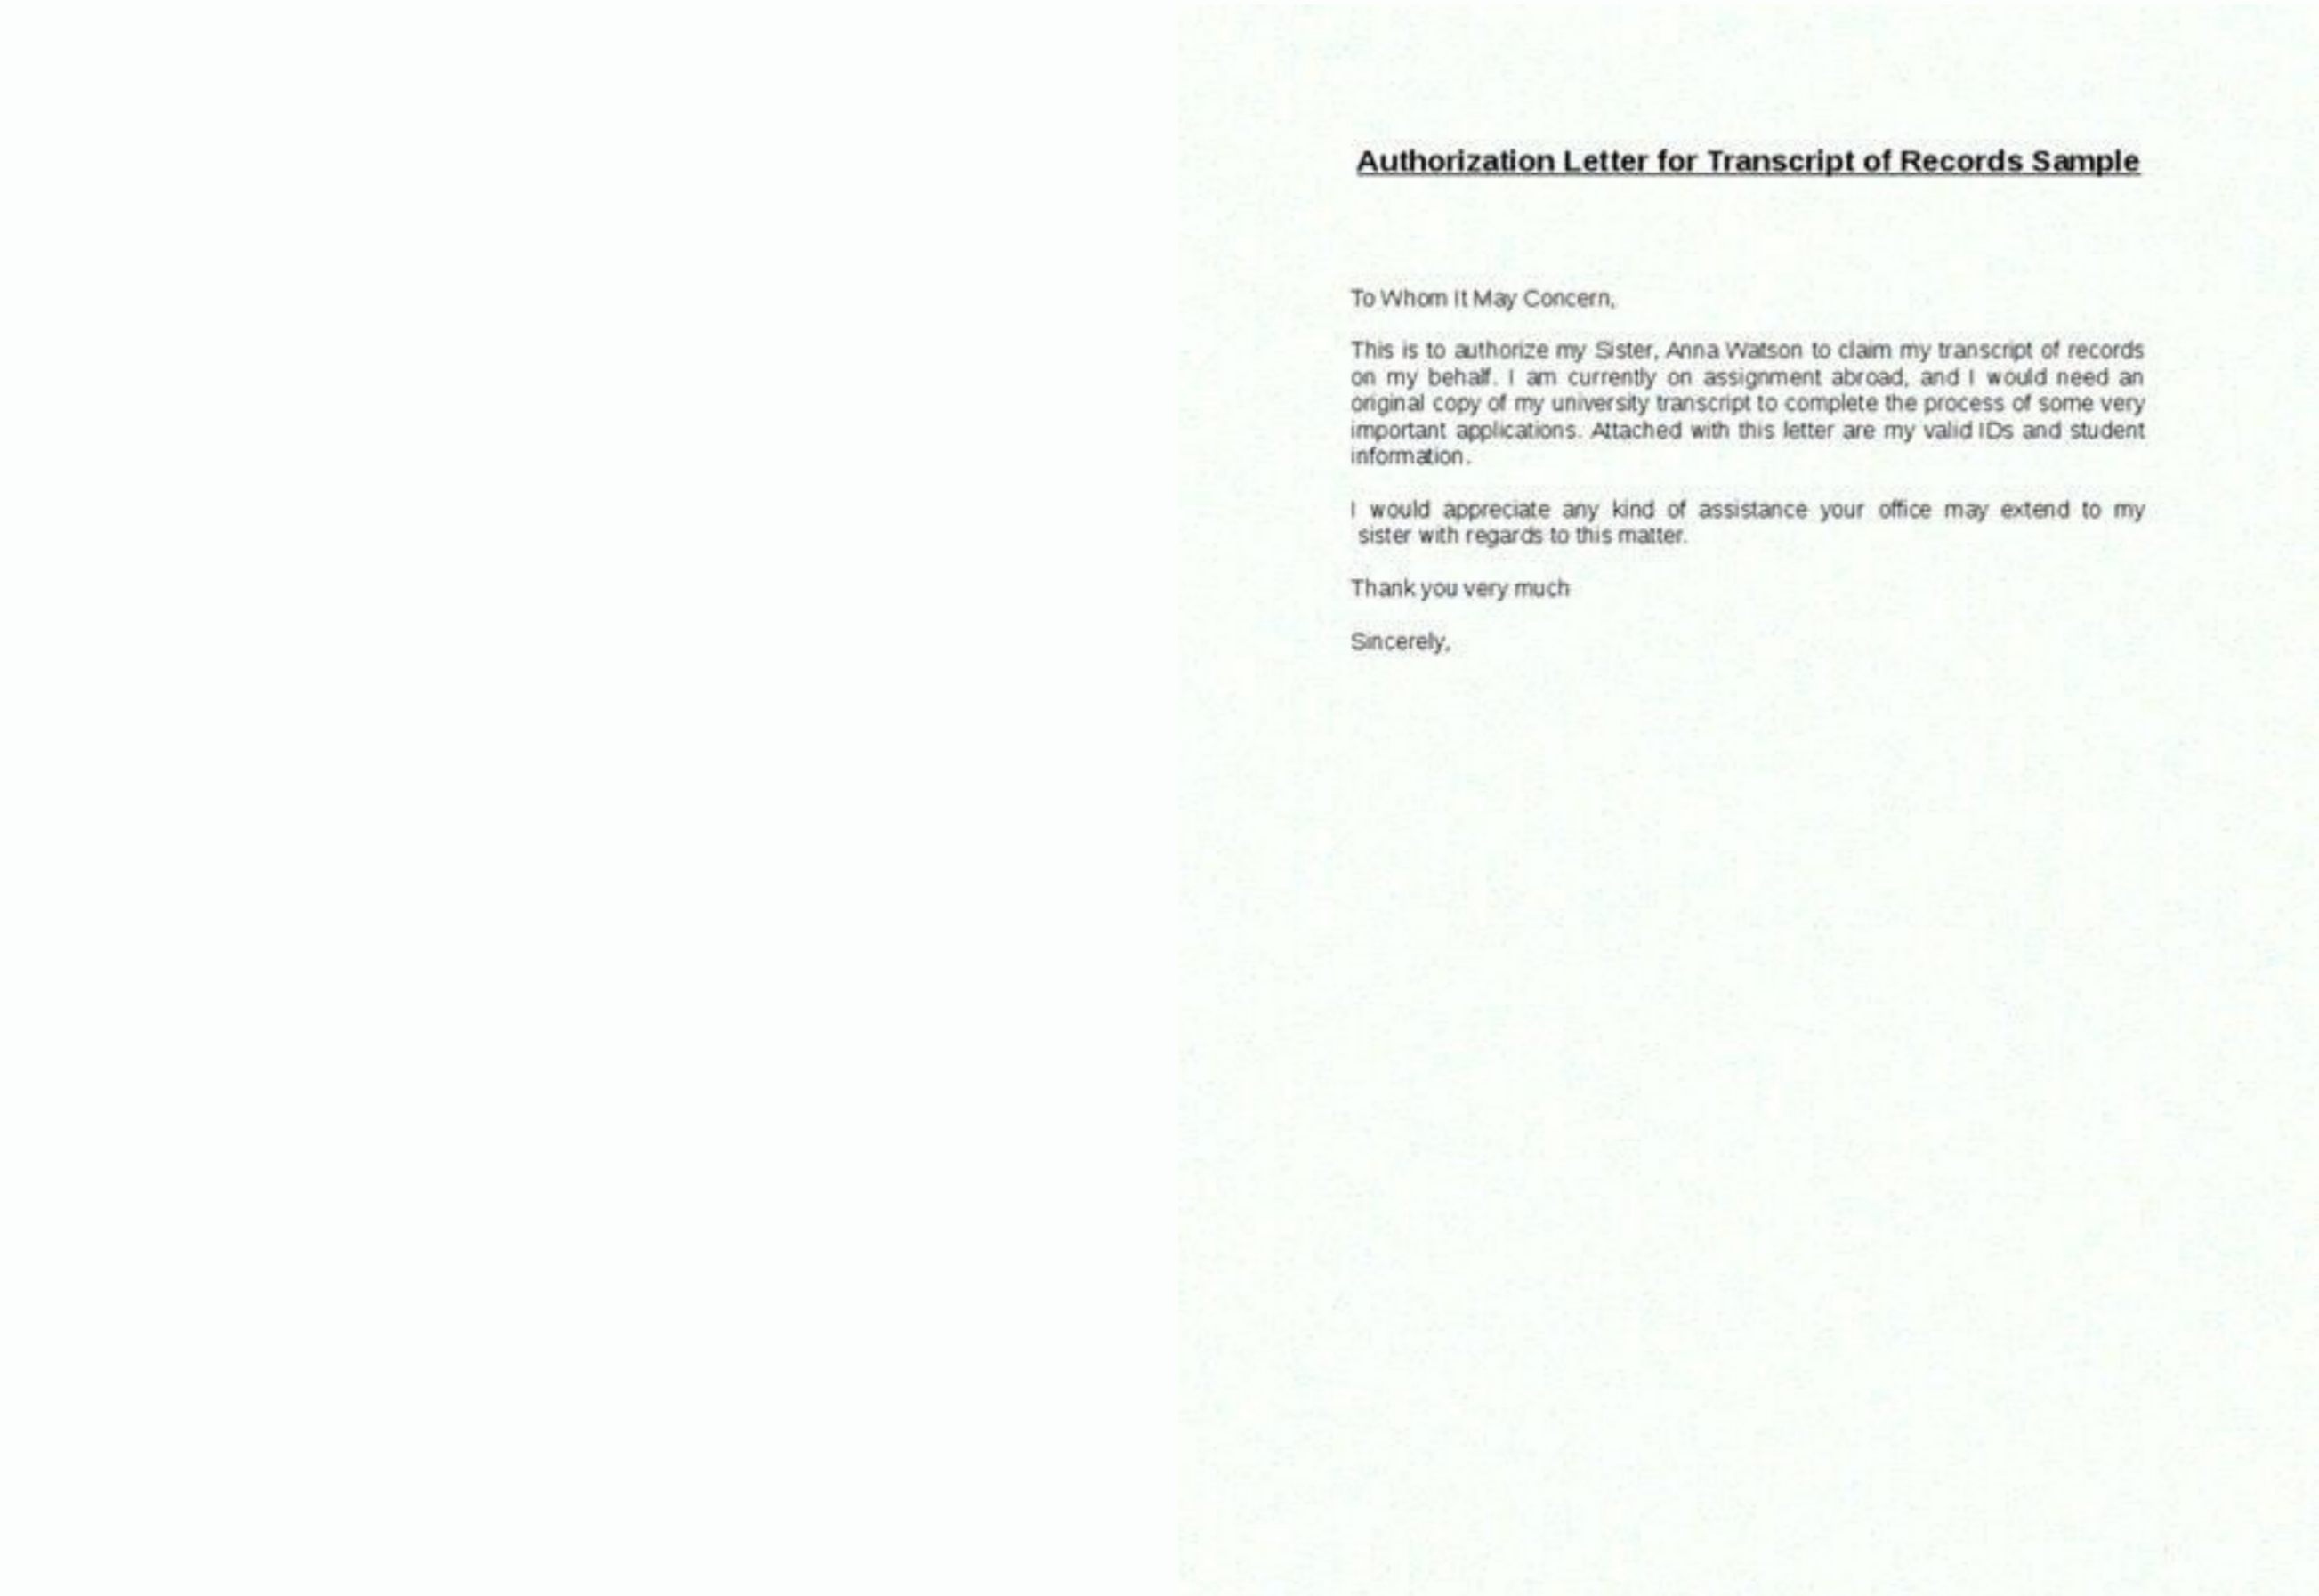 Authorization Letter for Transcript of Records Sample
To Whom It May Concern,
This is to authorize my Sister, Anna Watson to claim my transcript of records
on my behalf. I am currently on assignment abroad, and I would need an
original copy of my university transcript to complete the process of some very
important applications. Attached with this letter are my valid IDs and student
information.
I would appreciate any kind of assistance your office may extend to my
sister with regards to this matter.
Thank you very much
Sincerely,